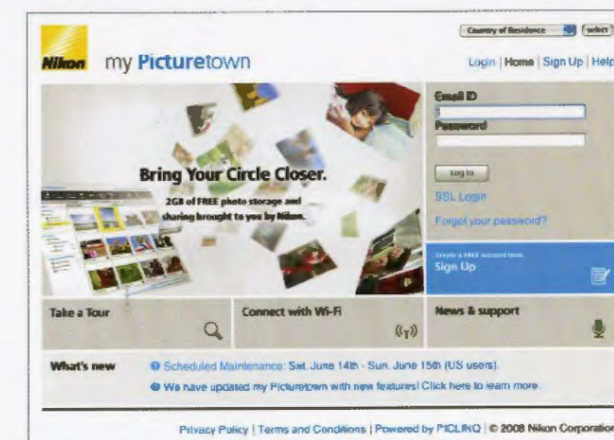 Country of Residence
select
Nikon
my Picturetown
Login | Home | Sign Up | Help
Email ID
Password
Bring Your Circle Closer.
2GB of FREE photo storage and
sharing brought to you by Nikon.
Log in
SSL Login
Forgot your password?
Create a FREE account now.
Sign Up
Take a Tour
Connect with Wi-Fi
News & support
What's new
Scheduled Maintenance: Sat. June 14th - Sun. June 15th (US users).
We have updated my Picturetown with new features! Click here to learn more.
Privacy Policy | Terms and Conditions | Powered by PICLINQ | © 2008 Nikon Corporation